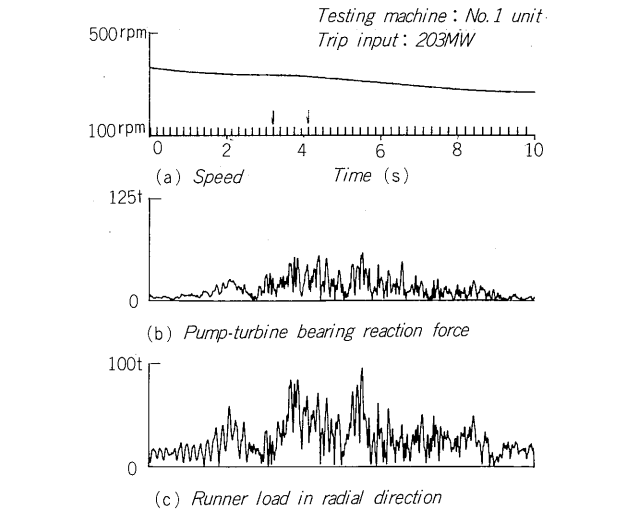 Testing machine : No. 1 unit
Trip input : 203MW
500rpm
100rpm
0 2 4 6 8 10
(a) Speed Time (s)
125t
0
(b) Pump-turbine bearing reaction force
100t
0
(c) Runner load in radial direction